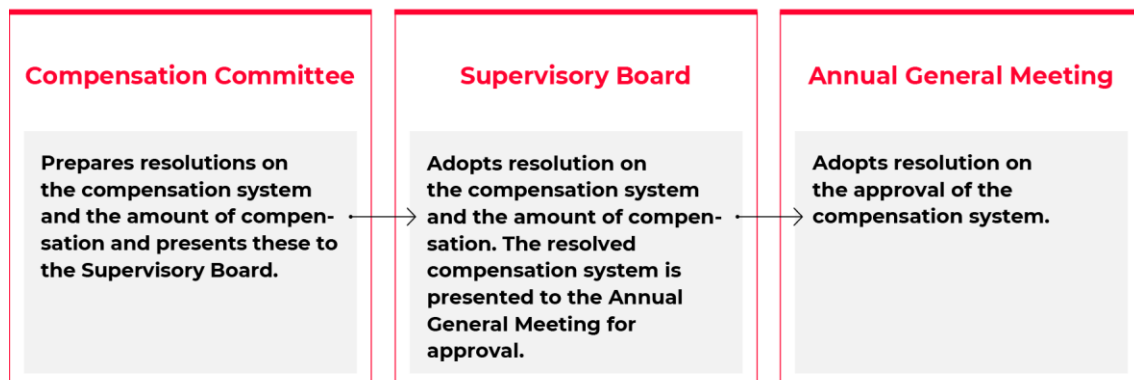 Compensation Committee
Prepares resolutions on
the compensation system
and the amount of compen-
sation and presents these to
the Supervisory Board.
Supervisory Board
Adopts resolution on
the compensation system
and the amount of compen-
sation. The resolved
compensation system is
presented to the Annual
General Meeting for
approval.
Annual General Meeting
Adopts resolution on
the approval of the
compensation system.